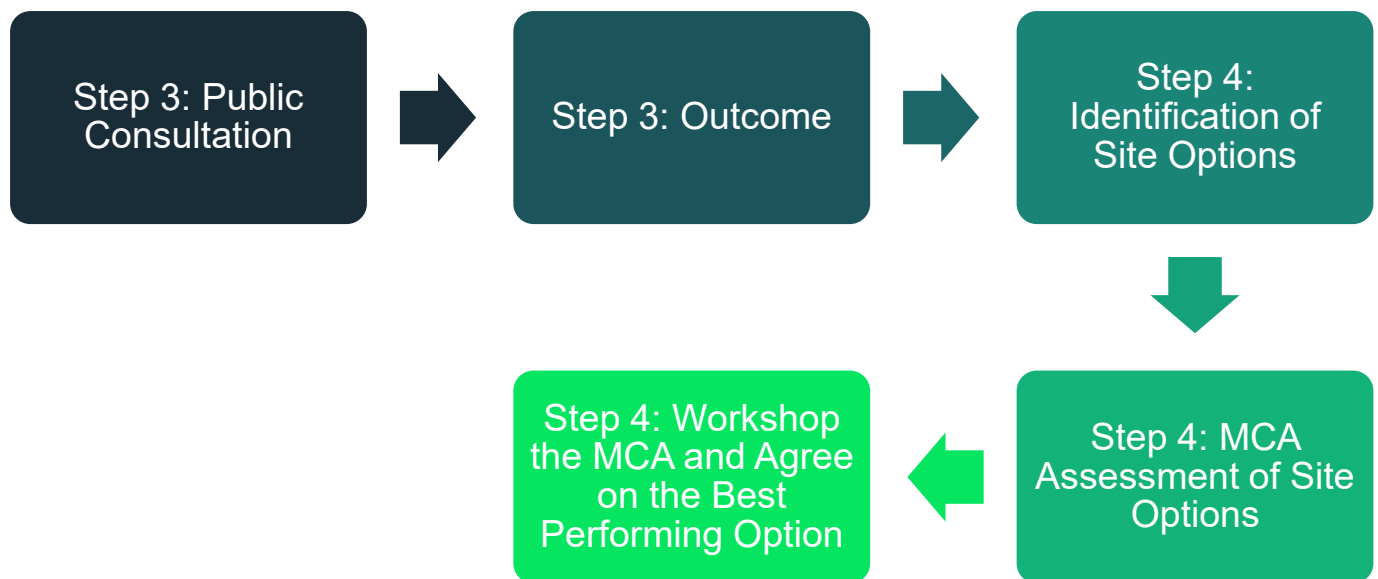 Step 3: Public
Consultation
Step 3: Outcome
Step 4:
Identification of
Site Options
Step 4: MCA
Assessment of Site
Options
Step 4: Workshop
the MCA and Agree
on the Best
Performing Option